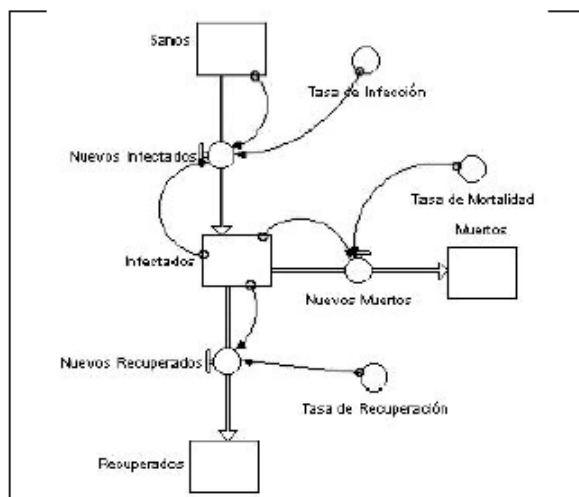 Sanos
Tasa de Infección
Nuevos Infectados
Tasa de Mortalidad
Muertos
Infectados
Nuevos Muertos
Nuevos Recuperados
Tasa de Recuperación
Recuperados